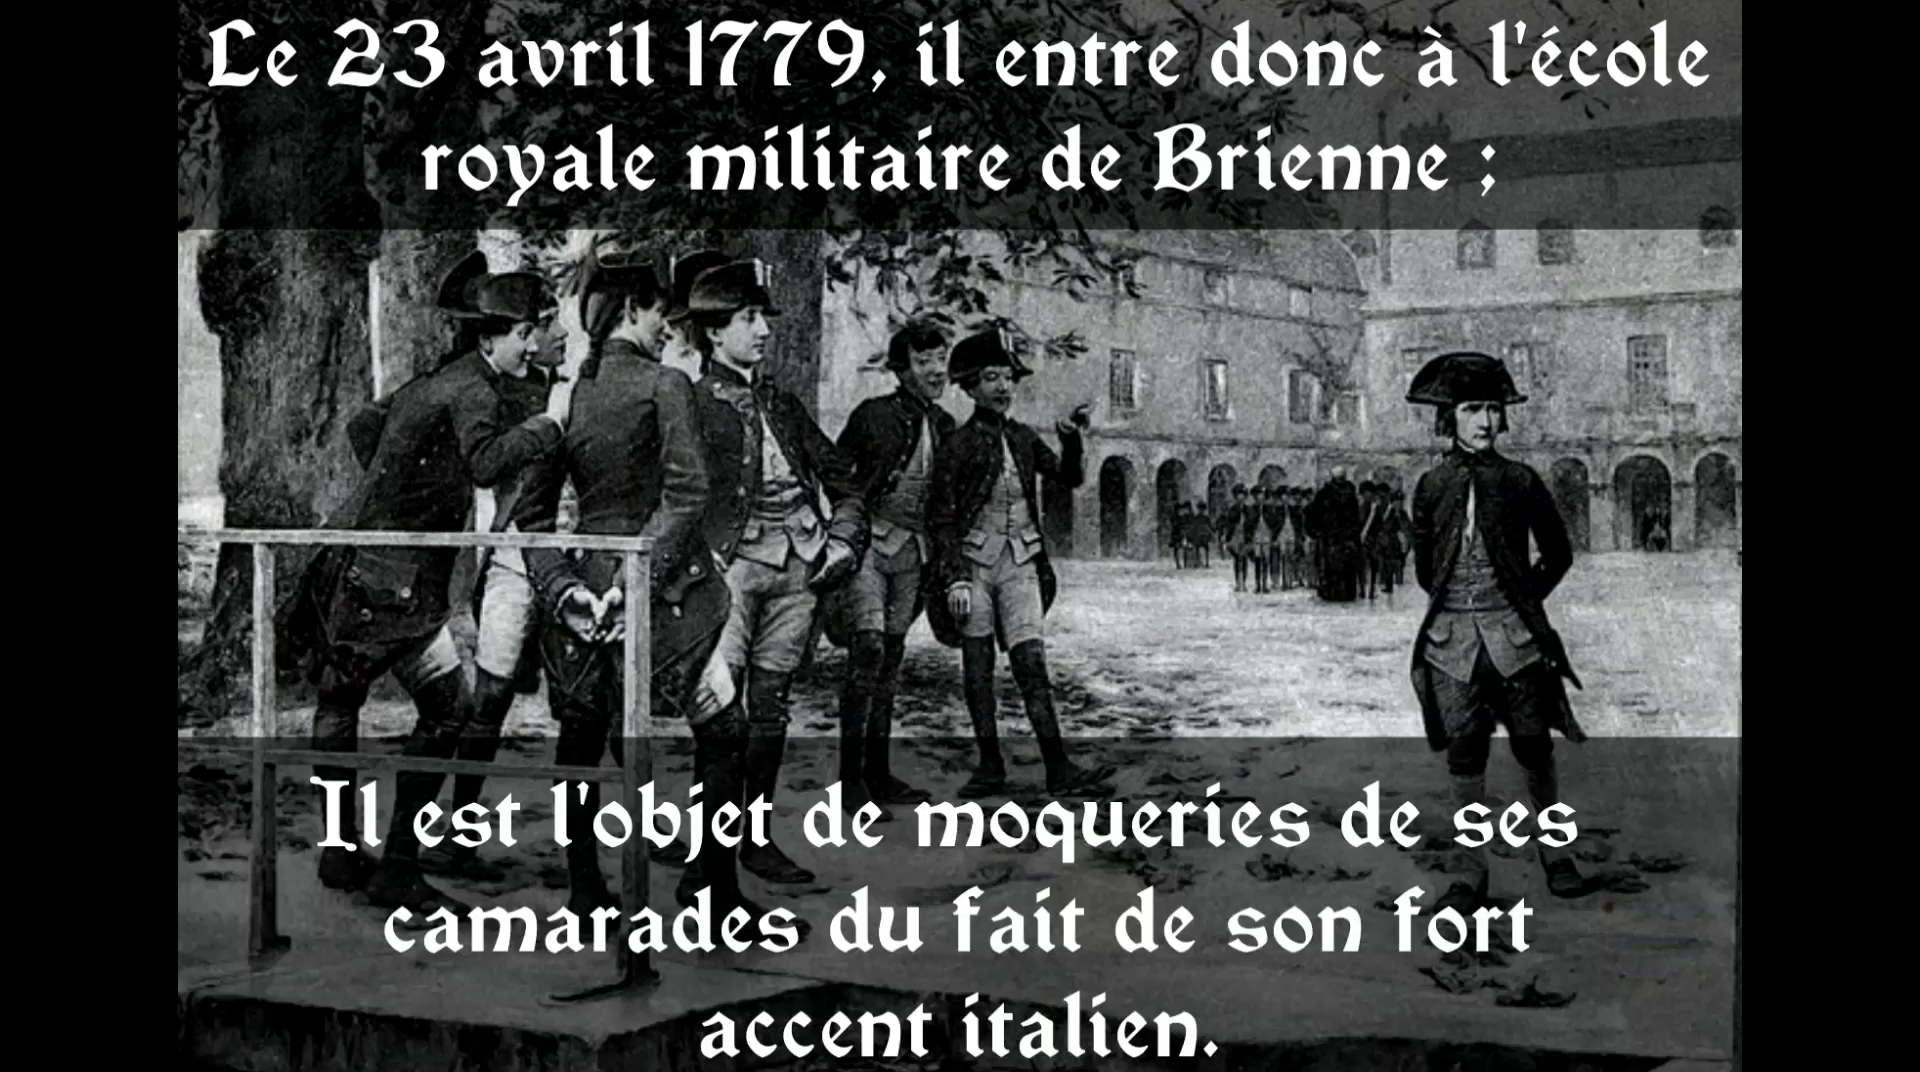 Le 23 avril 1779, il entre donc à l'école
royale militaire de Brienne ;
Il est l'objet de moqueries de ses
camarades du fait de son fort
accent italien.